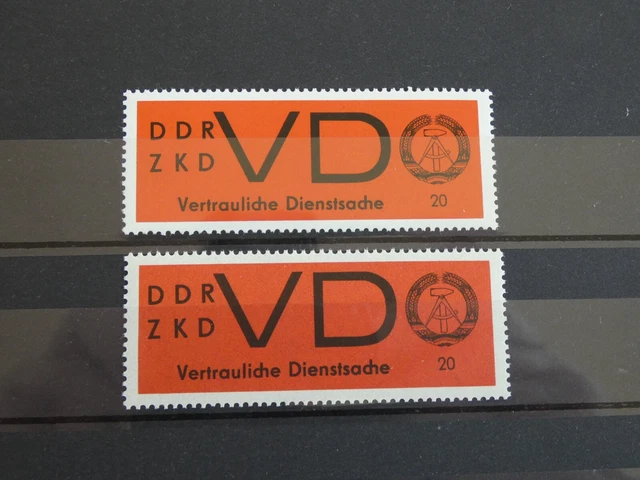 DDR VD
ZKD
Vertrauliche Dienstsache 20
DDR VD
ZKD
Vertrauliche Dienstsache 20